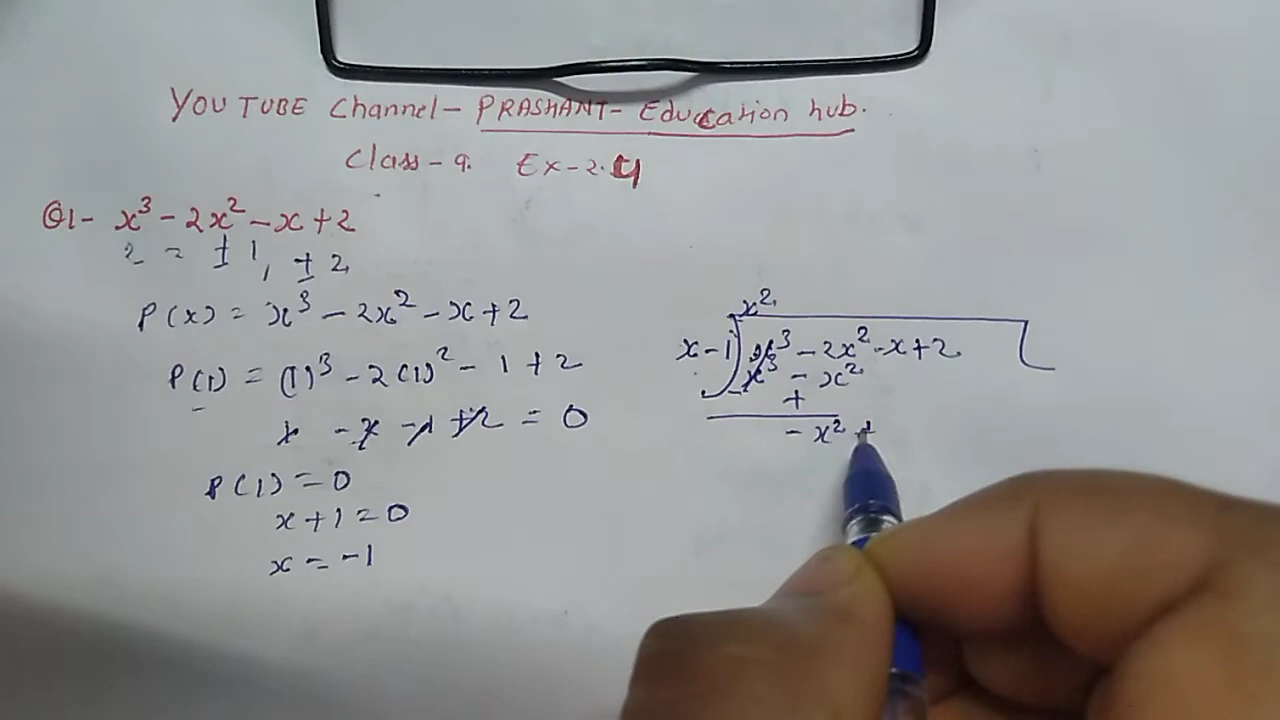 YOU TUBE Channel - PRASHANT - Education hub.
Class - 9. Ex - 2.4
Q1 - x³ - 2x² - x + 2
2 = ± 1, ± 2
P(x) = x³ - 2x² - x + 2
P(1) = (1)³ - 2(1)² - 1 + 2
1 - 2 - 1 + 2 = 0
P(1) = 0
x + 1 = 0
x = -1
x²
x - 1) x³ - 2x² - x + 2
x³ - x²
- +
- x²